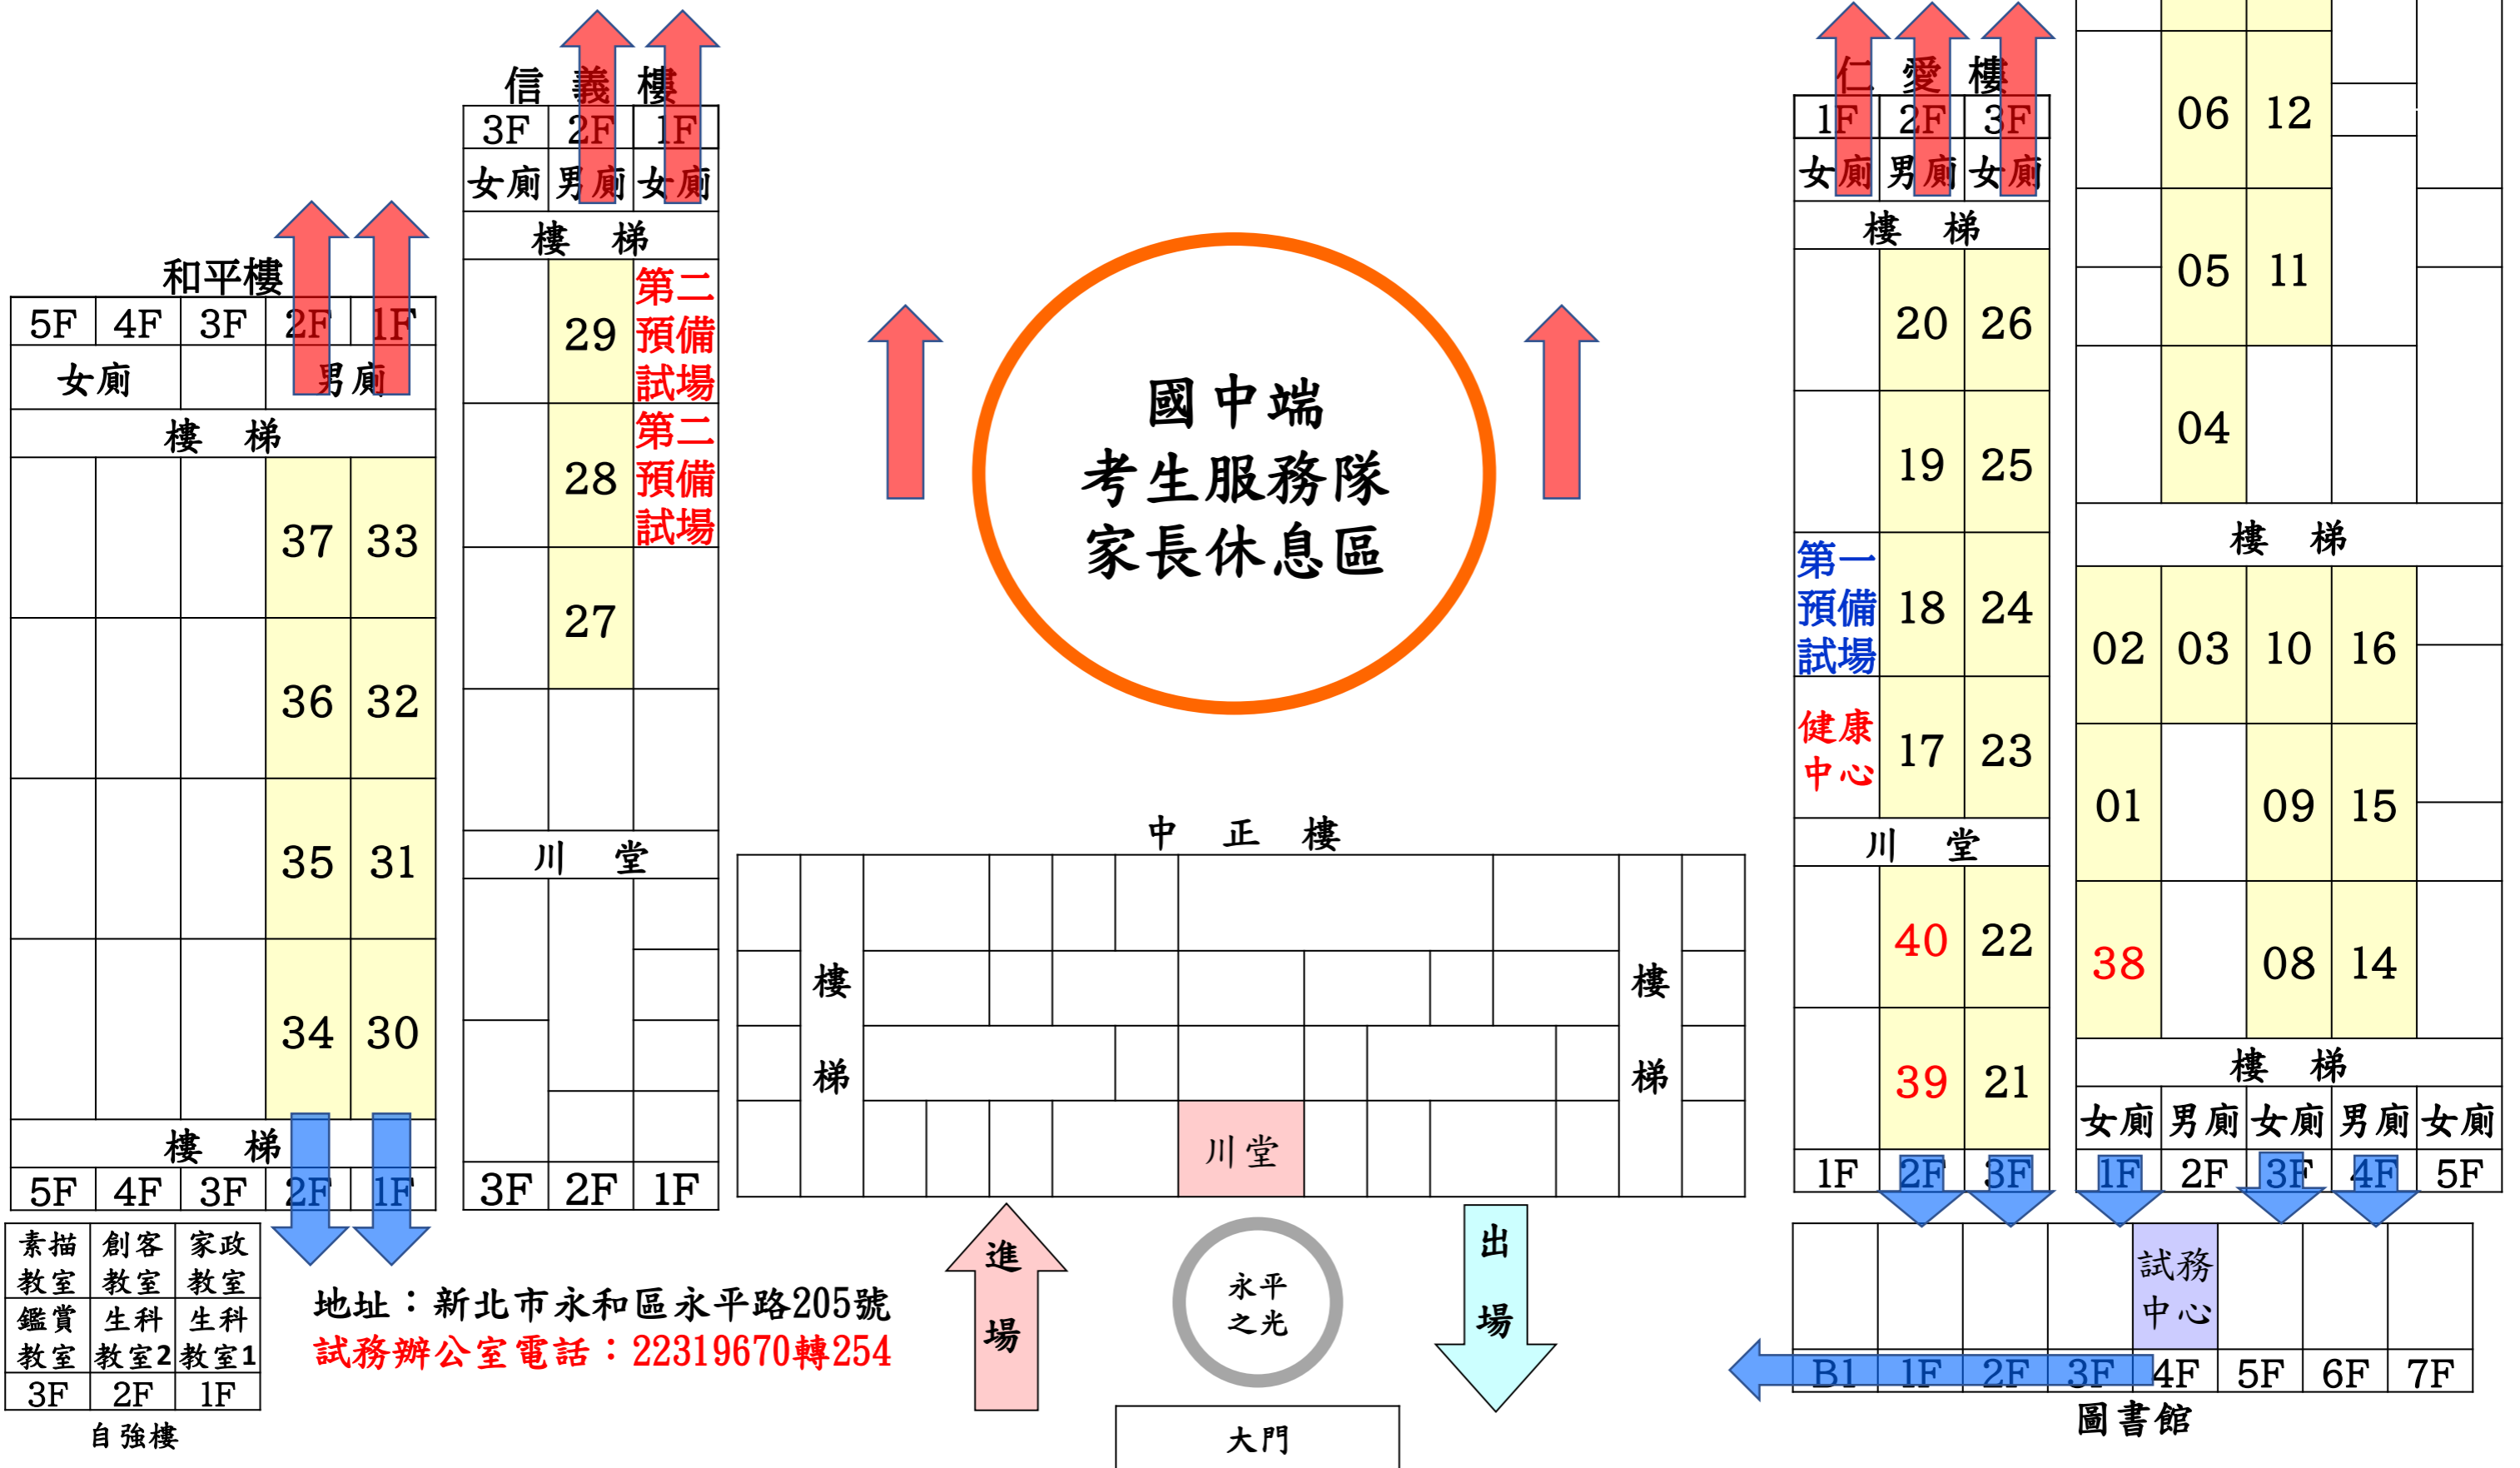 和平樓
5F 4F 3F 2F 1F
女廁 男廁
樓 梯
37 33
36 32
35 31
34 30
樓 梯
5F 4F 3F 2F 1F
素描教室 創客教室 家政教室
鑑賞教室 生科教室2 生科教室1
3F 2F 1F
自強樓
信 義 樓
3F 2F 1F
女廁 男廁 女廁
樓 梯
29 第二預備試場
28 第二預備試場
27
川 堂
3F 2F 1F
地址：新北市永和區永平路205號
試務辦公室電話：22319670轉254
國中端
考生服務隊
家長休息區
中 正 樓
樓梯
樓梯
川堂
進場
永平
之光
出場
大門
仁 愛 樓
1F 2F 3F
女廁 男廁 女廁
樓 梯
20 26
19 25
第一預備試場 18 24
健康中心 17 23
川 堂
40 22
39 21
1F 2F 3F
06 12
05 11
04
樓 梯
02 03 10 16
01 09 15
38 08 14
樓 梯
女廁 男廁 女廁 男廁 女廁
1F 2F 3F 4F 5F
試務
中心
B1 1F 2F 3F 4F 5F 6F 7F
圖書館